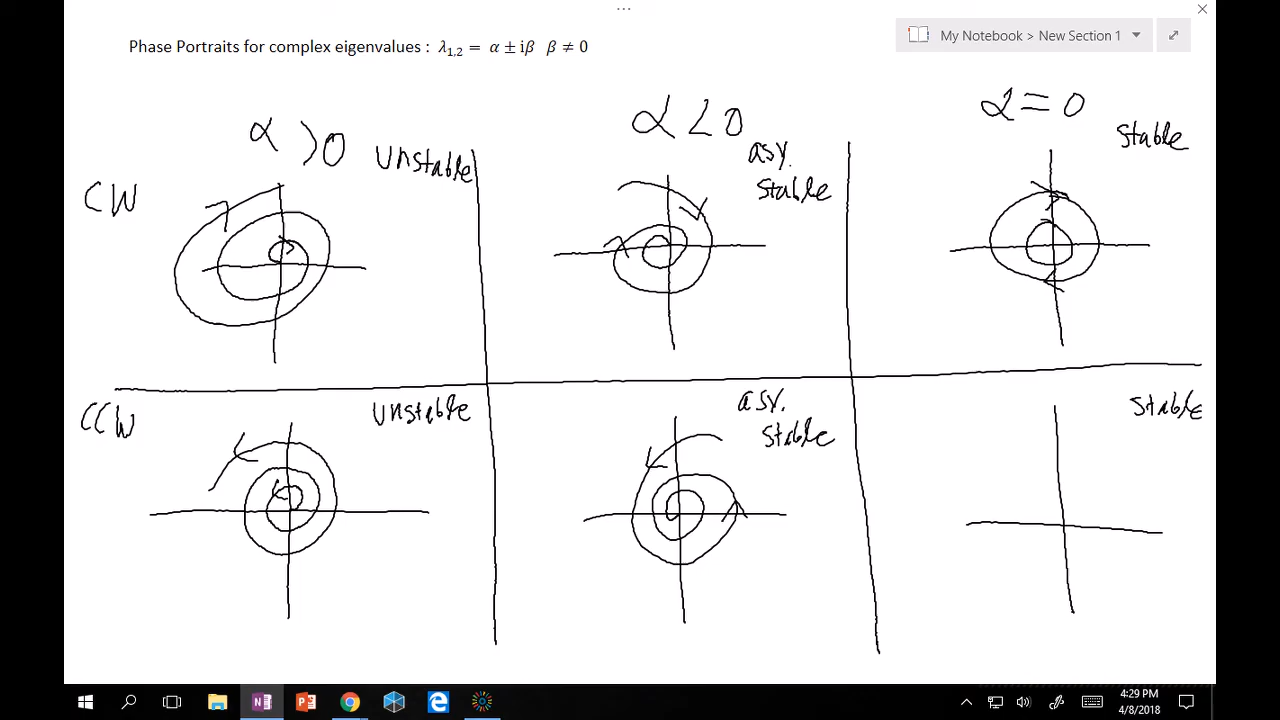 ...
My Notebook > New Section 1
Phase Portraits for complex eigenvalues : λ1,2 = α ± iβ β ≠ 0
α > 0
α < 0
α = 0
CW
unstable
asy.
stable
stable
CCW
unstable
asy.
stable
stable
4:29 PM
4/8/2018